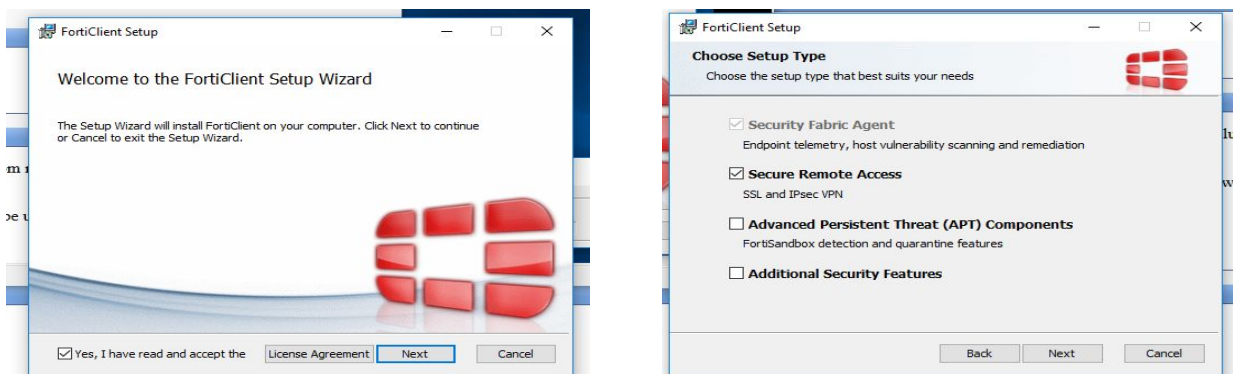 FortiClient Setup
Welcome to the FortiClient Setup Wizard
The Setup Wizard will install FortiClient on your computer. Click Next to continue
or Cancel to exit the Setup Wizard.
Yes, I have read and accept the License Agreement Next Cancel
FortiClient Setup
Choose Setup Type
Choose the setup type that best suits your needs
Security Fabric Agent
Endpoint telemetry, host vulnerability scanning and remediation
Secure Remote Access
SSL and IPsec VPN
Advanced Persistent Threat (APT) Components
FortiSandbox detection and quarantine features
Additional Security Features
Back Next Cancel